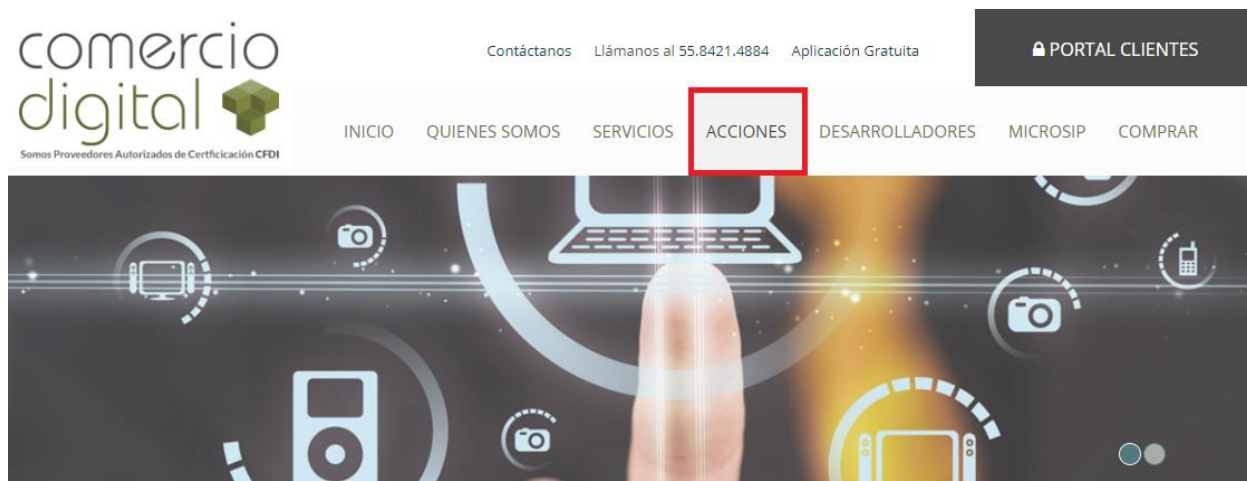 comercio
digital
Somos Proveedores Autorizados de Certficicación CFDI
Contáctanos Llámanos al 55.8421.4884 Aplicación Gratuita
PORTAL CLIENTES
INICIO QUIENES SOMOS SERVICIOS ACCIONES DESARROLLADORES MICROSIP COMPRAR